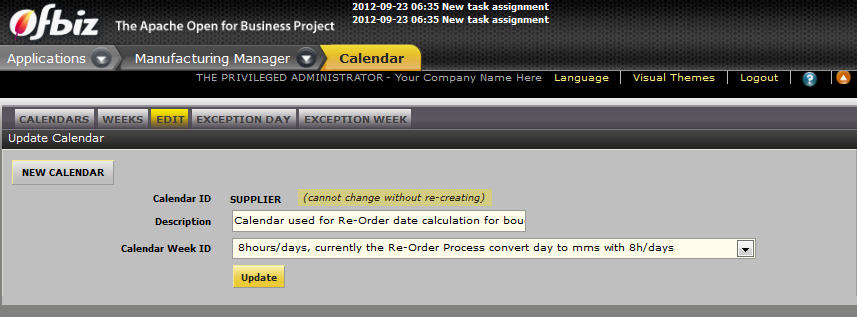 2012-09-23 06:35 New task assignment
2012-09-23 06:35 New task assignment
Ofbiz The Apache Open for Business Project
Applications Manufacturing Manager Calendar
THE PRIVILEGED ADMINISTRATOR - Your Company Name Here Language Visual Themes Logout ?
CALENDARS WEEKS EDIT EXCEPTION DAY EXCEPTION WEEK
Update Calendar
NEW CALENDAR
Calendar ID SUPPLIER (cannot change without re-creating)
Description Calendar used for Re-Order date calculation for bou
Calendar Week ID 8hours/days, currently the Re-Order Process convert day to mms with 8h/days
Update